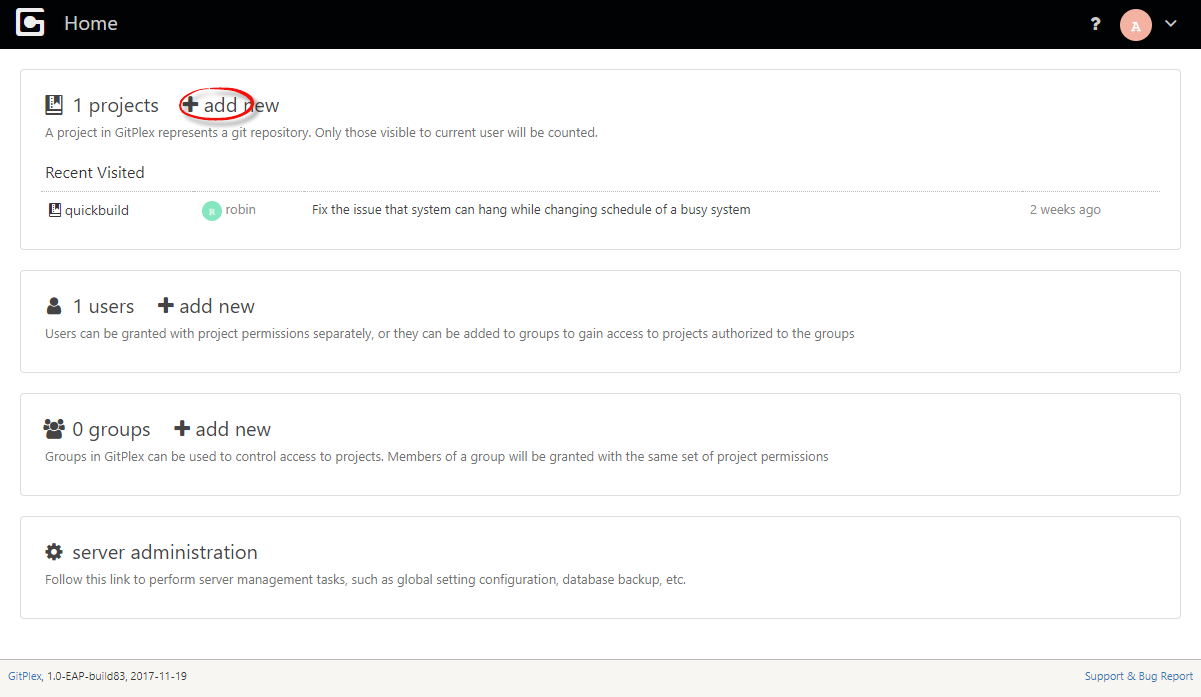 Home
?
A
1 projects + add new
A project in GitPlex represents a git repository. Only those visible to current user will be counted.
Recent Visited
quickbuild R robin Fix the issue that system can hang while changing schedule of a busy system 2 weeks ago
1 users + add new
Users can be granted with project permissions separately, or they can be added to groups to gain access to projects authorized to the groups
0 groups + add new
Groups in GitPlex can be used to control access to projects. Members of a group will be granted with the same set of project permissions
server administration
Follow this link to perform server management tasks, such as global setting configuration, database backup, etc.
GitPlex, 1.0-EAP-build83, 2017-11-19
Support & Bug Report